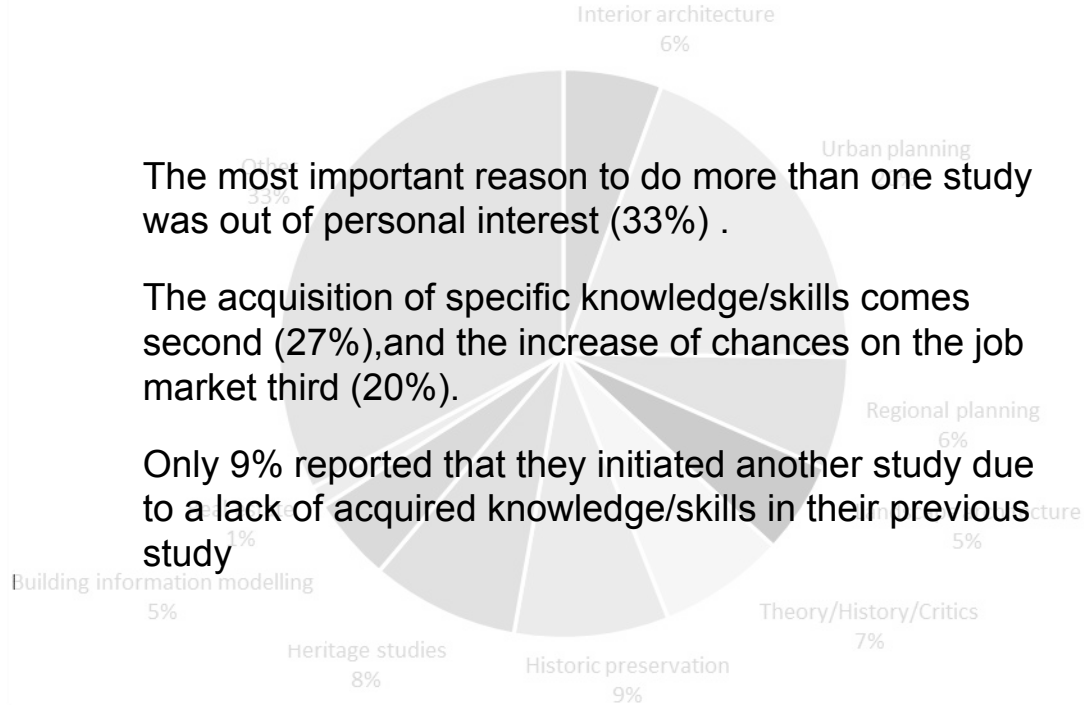 Interior architecture
6%
Urban planning
Other
33%
The most important reason to do more than one study
was out of personal interest (33%) .
The acquisition of specific knowledge/skills comes
second (27%),and the increase of chances on the job
market third (20%).
Regional planning
6%
Only 9% reported that they initiated another study due
to a lack of acquired knowledge/skills in their previous
study
5%
1%
Building information modelling
5%
Theory/History/Critics
7%
Heritage studies
8%
Historic preservation
9%